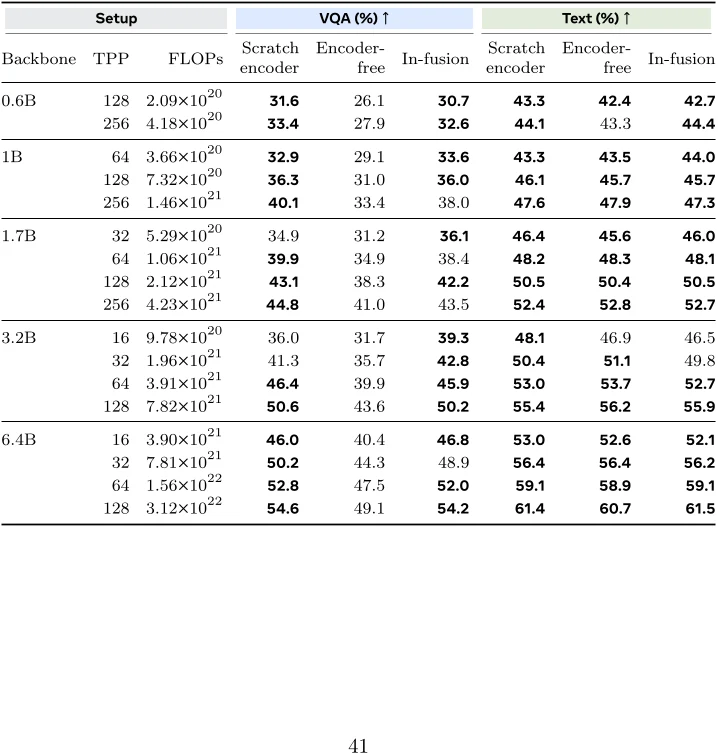 Setup VQA (%) ↑ Text (%) ↑
Backbone TPP FLOPs Scratch encoder Encoder-free In-fusion Scratch encoder Encoder-free In-fusion
0.6B 128 2.09×10^20 31.6 26.1 30.7 43.3 42.4 42.7
256 4.18×10^20 33.4 27.9 32.6 44.1 43.3 44.4
1B 64 3.66×10^20 32.9 29.1 33.6 43.3 43.5 44.0
128 7.32×10^20 36.3 31.0 36.0 46.1 45.7 45.7
256 1.46×10^21 40.1 33.4 38.0 47.6 47.9 47.3
1.7B 32 5.29×10^20 34.9 31.2 36.1 46.4 45.6 46.0
64 1.06×10^21 39.9 34.9 38.4 48.2 48.3 48.1
128 2.12×10^21 43.1 38.3 42.2 50.5 50.4 50.5
256 4.23×10^21 44.8 41.0 43.5 52.4 52.8 52.7
3.2B 16 9.78×10^20 36.0 31.7 39.3 48.1 46.9 46.5
32 1.96×10^21 41.3 35.7 42.8 50.4 51.1 49.8
64 3.91×10^21 46.4 39.9 45.9 53.0 53.7 52.7
128 7.82×10^21 50.6 43.6 50.2 55.4 56.2 55.9
6.4B 16 3.90×10^21 46.0 40.4 46.8 53.0 52.6 52.1
32 7.81×10^21 50.2 44.3 48.9 56.4 56.4 56.2
64 1.56×10^22 52.8 47.5 52.0 59.1 58.9 59.1
128 3.12×10^22 54.6 49.1 54.2 61.4 60.7 61.5
41